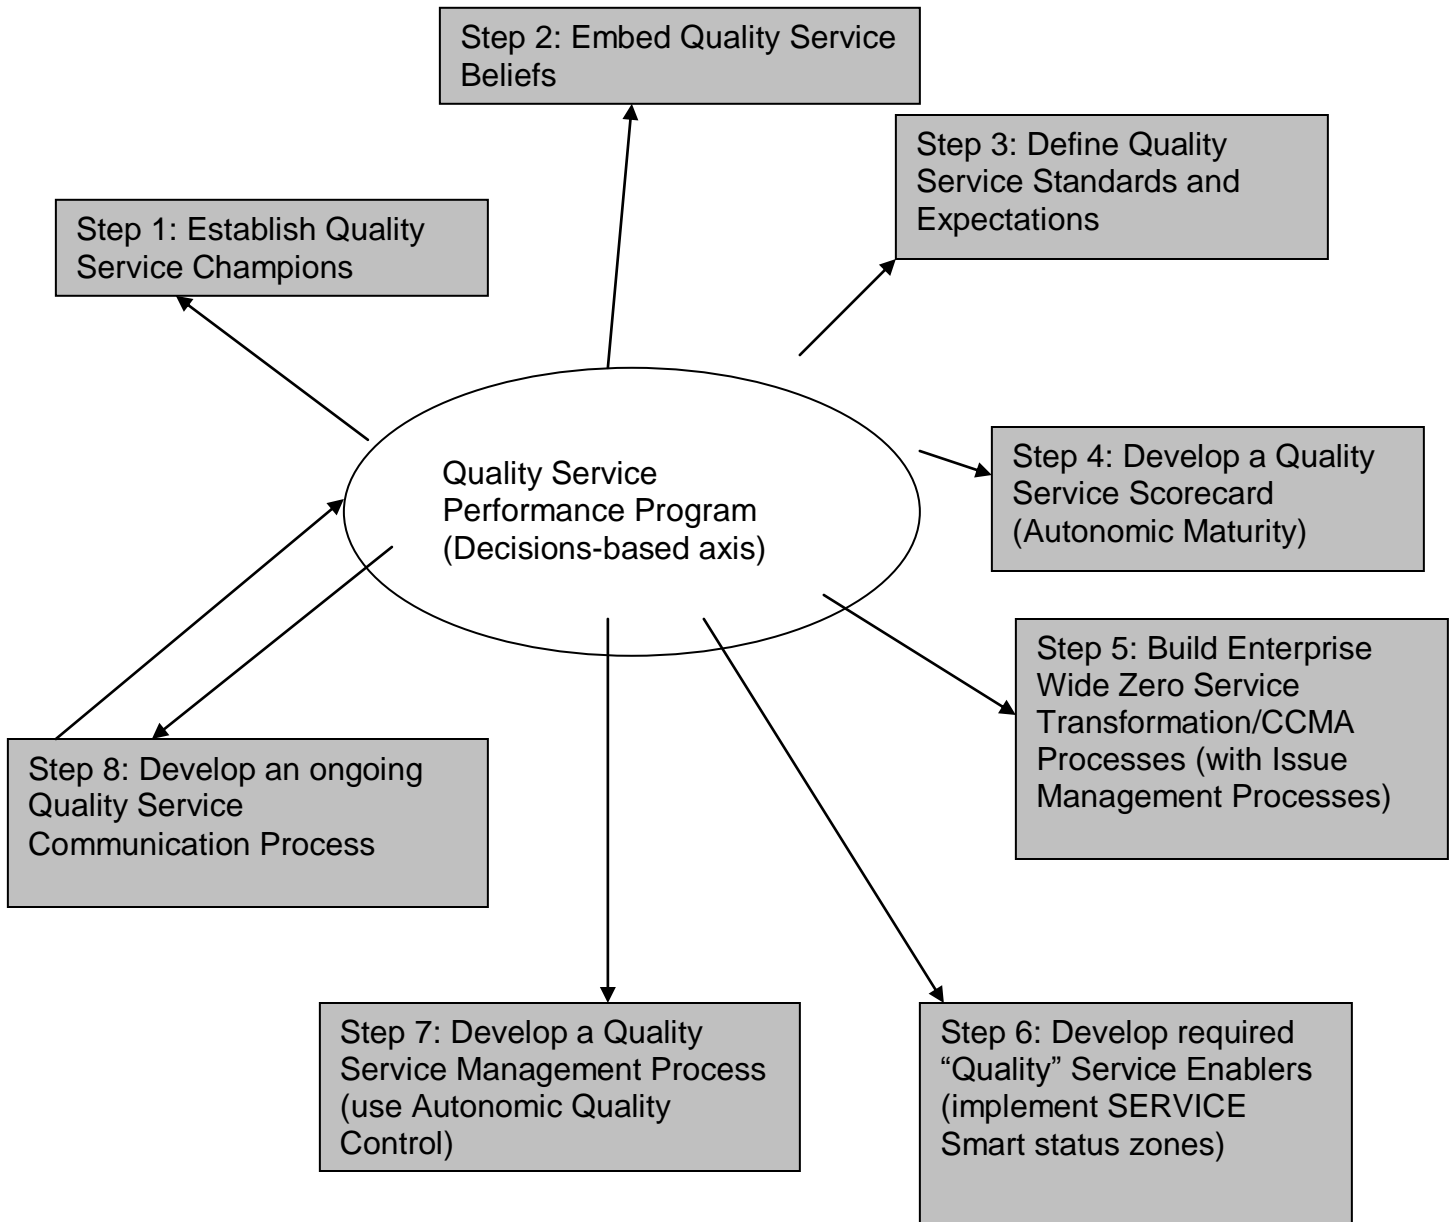 Step 2: Embed Quality Service
Beliefs
Step 3: Define Quality
Service Standards and
Expectations
Step 1: Establish Quality
Service Champions
Quality Service
Performance Program
(Decisions-based axis)
Step 4: Develop a Quality
Service Scorecard
(Autonomic Maturity)
Step 5: Build Enterprise
Wide Zero Service
Transformation/CCMA
Processes (with Issue
Management Processes)
Step 8: Develop an ongoing
Quality Service
Communication Process
Step 7: Develop a Quality
Service Management Process
(use Autonomic Quality
Control)
Step 6: Develop required
“Quality” Service Enablers
(implement SERVICE
Smart status zones)